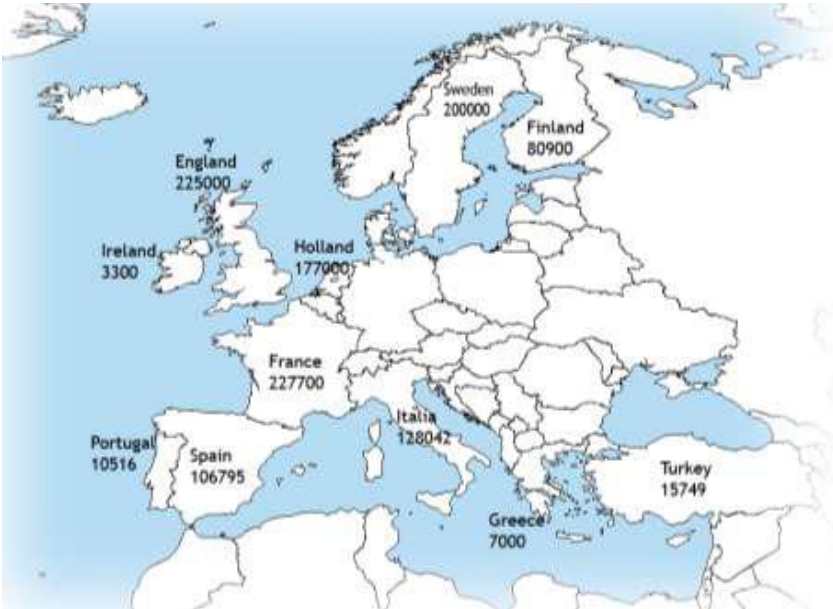 Sweden
200000
Finland
80900
England
225000
Ireland
3300
Holland
177000
France
227700
Italia
128042
Portugal
10516
Spain
106795
Turkey
15749
Greece
7000